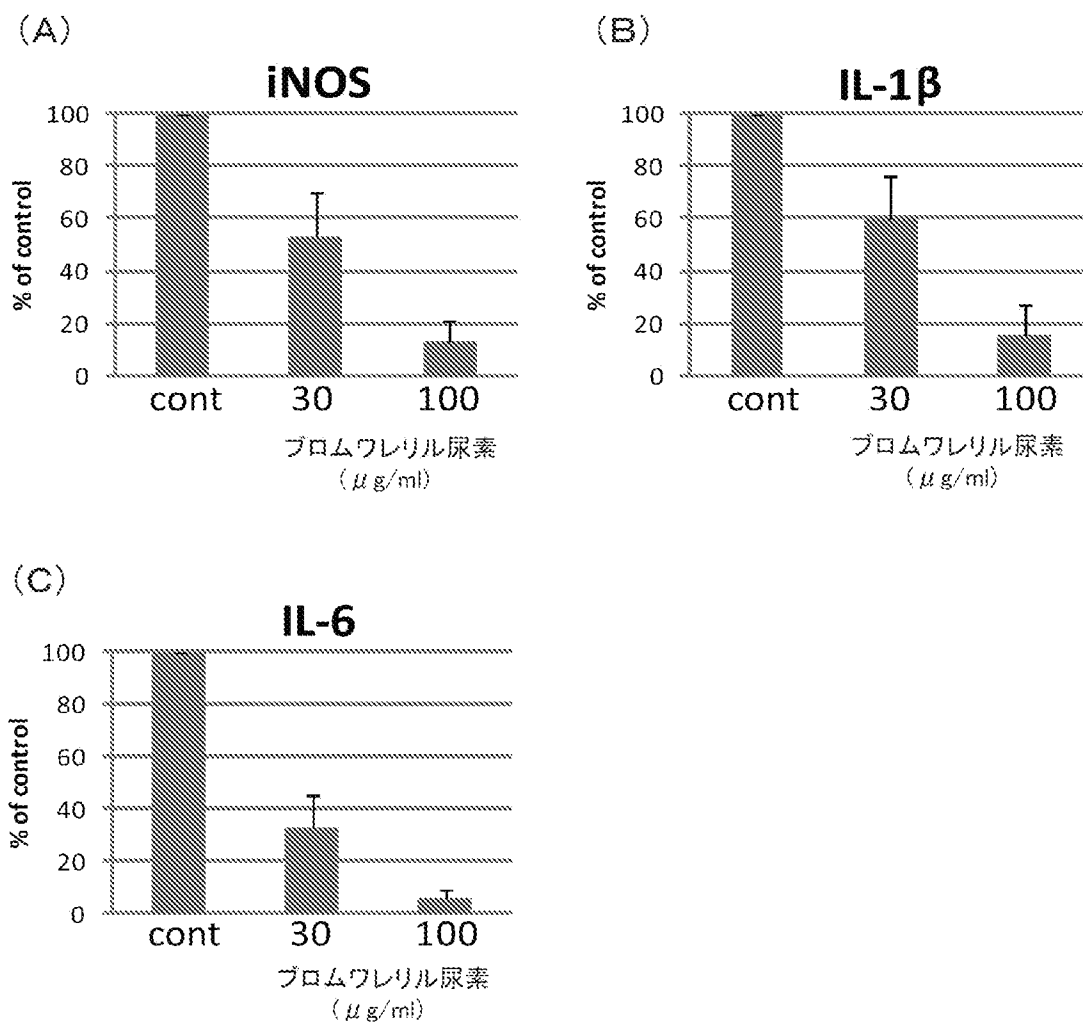 (A)
iNOS
% of control
100
80
60
40
20
0
cont 30 100
ブロムワレリル尿素
(μg/ml)
(B)
IL-1β
% of control
100
80
60
40
20
0
cont 30 100
ブロムワレリル尿素
(μg/ml)
(C)
IL-6
% of control
100
80
60
40
20
0
cont 30 100
ブロムワレリル尿素
(μg/ml)